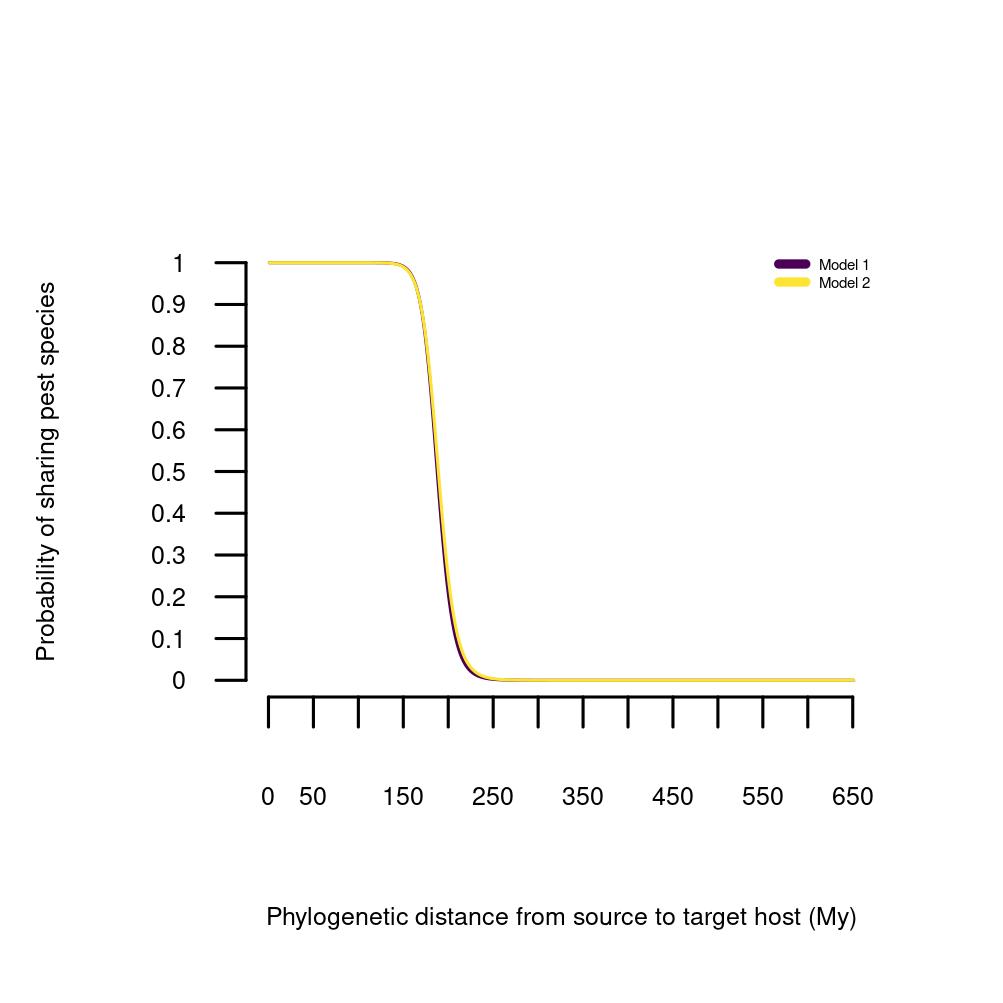 Model 1
Model 2
1
0.9
0.8
0.7
0.6
0.5
0.4
0.3
0.2
0.1
0
Probability of sharing pest species
0 50 150 250 350 450 550 650
Phylogenetic distance from source to target host (My)